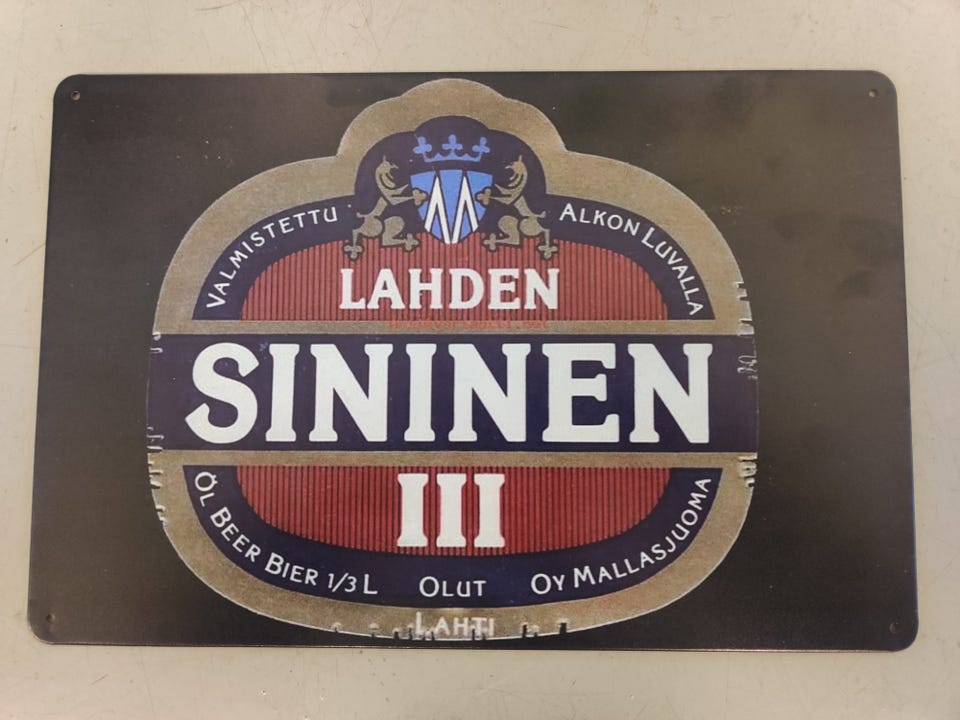 VALMISTETTU
ALKON LUVALLA
LAHDEN
SININEN
III
ÖL BEER BIER 1/3 L
OLUT
OY MALLASJUOMA
LAHTI